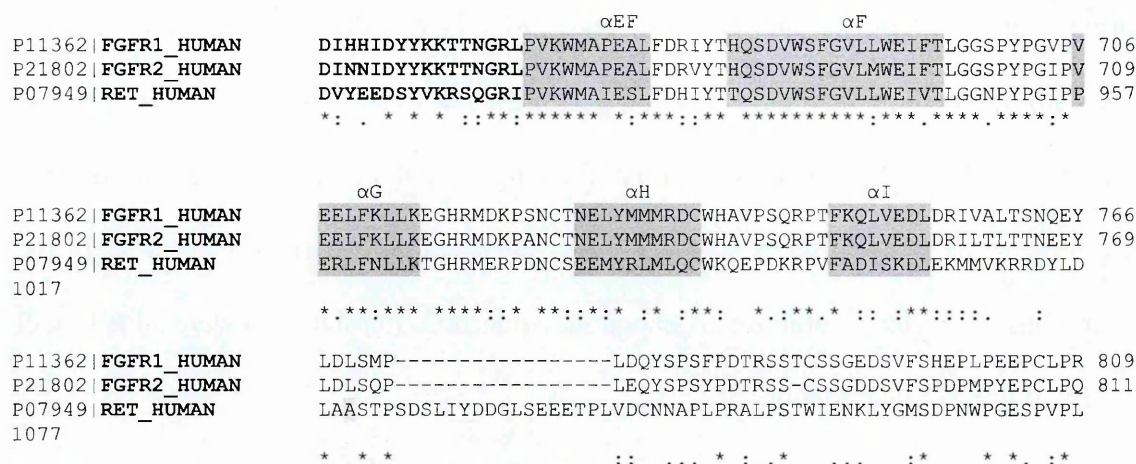 αEF αF
P11362|FGFR1_HUMAN DIHHIDYYKKTTNGRLPVKWMAPEALFDRIYTHQSDVWSFGVLLWEIFTLGGSPYPGVPV 706
P21802|FGFR2_HUMAN DINNIDYYKKTTNGRLPVKWMAPEALFDRVYTHQSDVWSFGVLMWEIFTLGGSPYPGIPV 709
P07949|RET_HUMAN DVYEEDSYVKRSQGRIPVKWMAIESLFDHIYTTQSDVWSFGVLLWEIVTLGGNPYPGIPP 957
*: . * * * ::**:****** *:***::** **********:***.****.****:*
αG αH αI
P11362|FGFR1_HUMAN EELFKLLKEGHRMDKPSNCTNELYMMMRDCWHAVPSQRPTFKQLVEDLDRIVALTSNQEY 766
P21802|FGFR2_HUMAN EELFKLLKEGHRMDKPANCTNELYMMMRDCWHAVPSQRPTFKQLVEDLDRILTLTTNEEY 769
P07949|RET_HUMAN ERLFNLLKTGHRMERPDNCSEEMYRLMLQCWKQEPDKRPVFADISKDLEKMMVKRRDYLD
1017
*.**:*** ****::* **::*:* :* :**: *.:**.* :: :**::::. :
P11362|FGFR1_HUMAN LDLSMP-----------------LDQYSPSFPDTRSSTCSSGEDSVFSHEPLPEEPCLPR 809
P21802|FGFR2_HUMAN LDLSQP-----------------LEQYSPSYPDTRSS-CSSGDDSVFSPDPMPYEPCLPQ 811
P07949|RET_HUMAN LAASTPSDSLIYDDGLSEEETPLVDCNNAPLPRALPSTWIENKLYGMSDPNWPGESPVPL
1077
* * * :: ... * : .* ... :* * *. :*